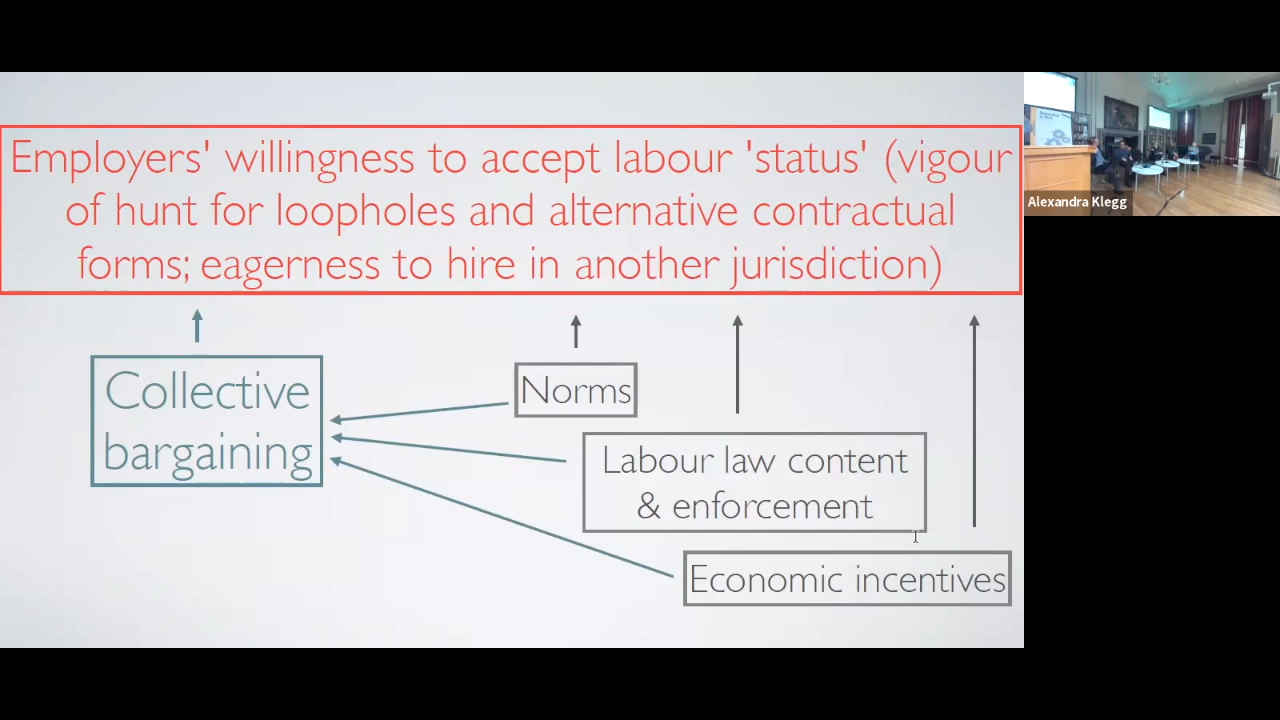 Employers' willingness to accept labour 'status' (vigour
of hunt for loopholes and alternative contractual
forms; eagerness to hire in another jurisdiction)
Collective
bargaining
Norms
Labour law content
& enforcement
Economic incentives
Alexandra Klegg